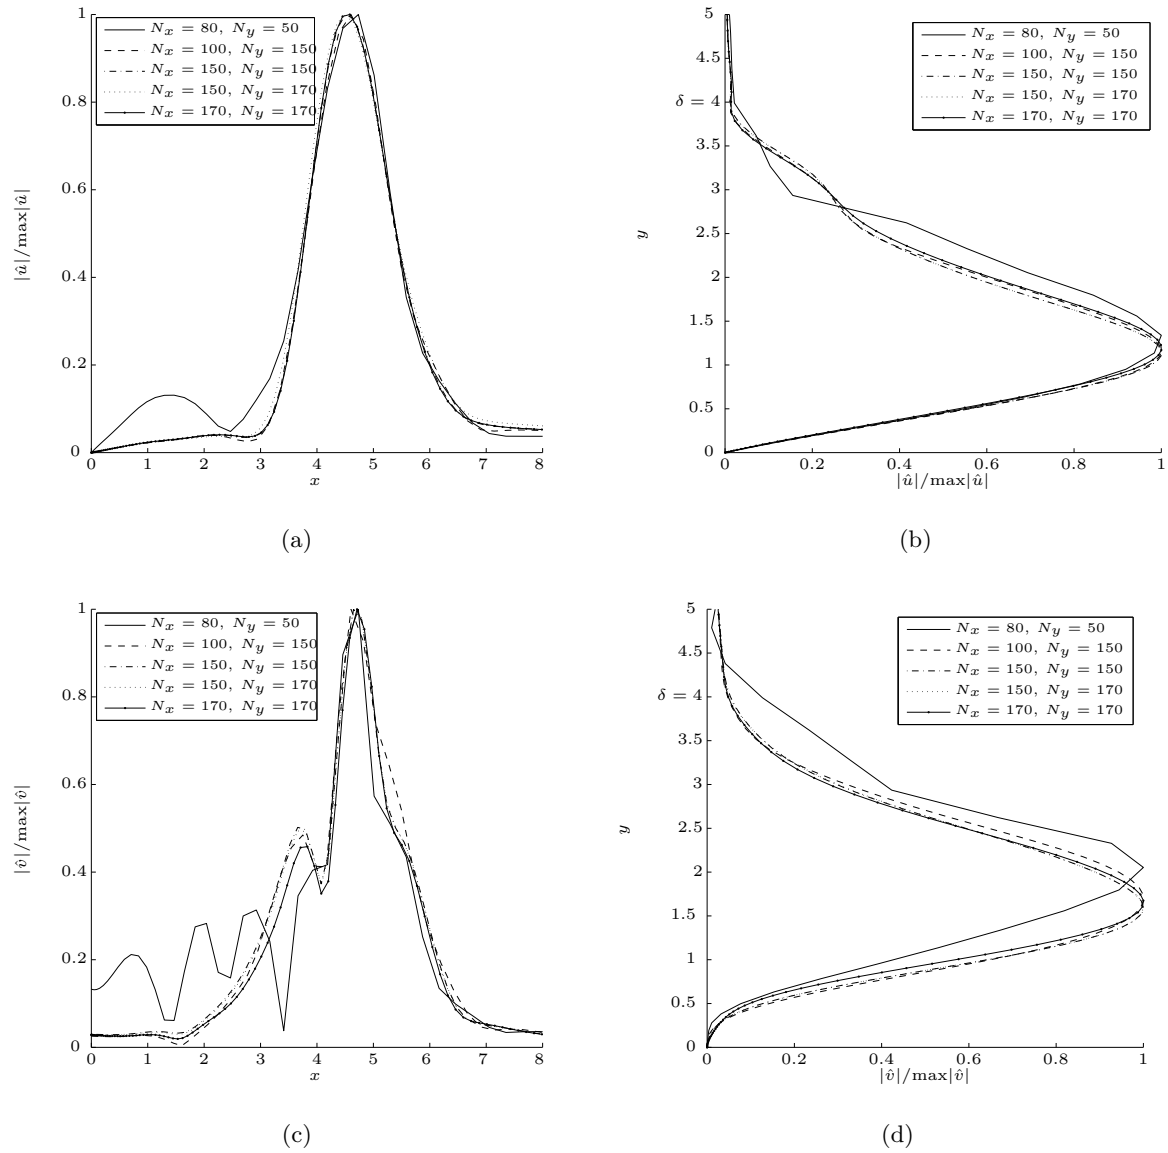 1
0.8
0.6
0.4
0.2
0
|û|/max|û|
N_x = 80, N_y = 50
N_x = 100, N_y = 150
N_x = 150, N_y = 150
N_x = 150, N_y = 170
N_x = 170, N_y = 170
0 1 2 3 4 5 6 7 8
x
(a)
5
4.5
δ = 4
3.5
3
2.5
2
1.5
1
0.5
0
y
N_x = 80, N_y = 50
N_x = 100, N_y = 150
N_x = 150, N_y = 150
N_x = 150, N_y = 170
N_x = 170, N_y = 170
0 0.2 0.4 0.6 0.8 1
|û|/max|û|
(b)
1
0.8
0.6
0.4
0.2
0
|v̂|/max|v̂|
N_x = 80, N_y = 50
N_x = 100, N_y = 150
N_x = 150, N_y = 150
N_x = 150, N_y = 170
N_x = 170, N_y = 170
0 1 2 3 4 5 6 7 8
x
(c)
5
4.5
δ = 4
3.5
3
2.5
2
1.5
1
0.5
0
y
N_x = 80, N_y = 50
N_x = 100, N_y = 150
N_x = 150, N_y = 150
N_x = 150, N_y = 170
N_x = 170, N_y = 170
0 0.2 0.4 0.6 0.8 1
|v̂|/max|v̂|
(d)